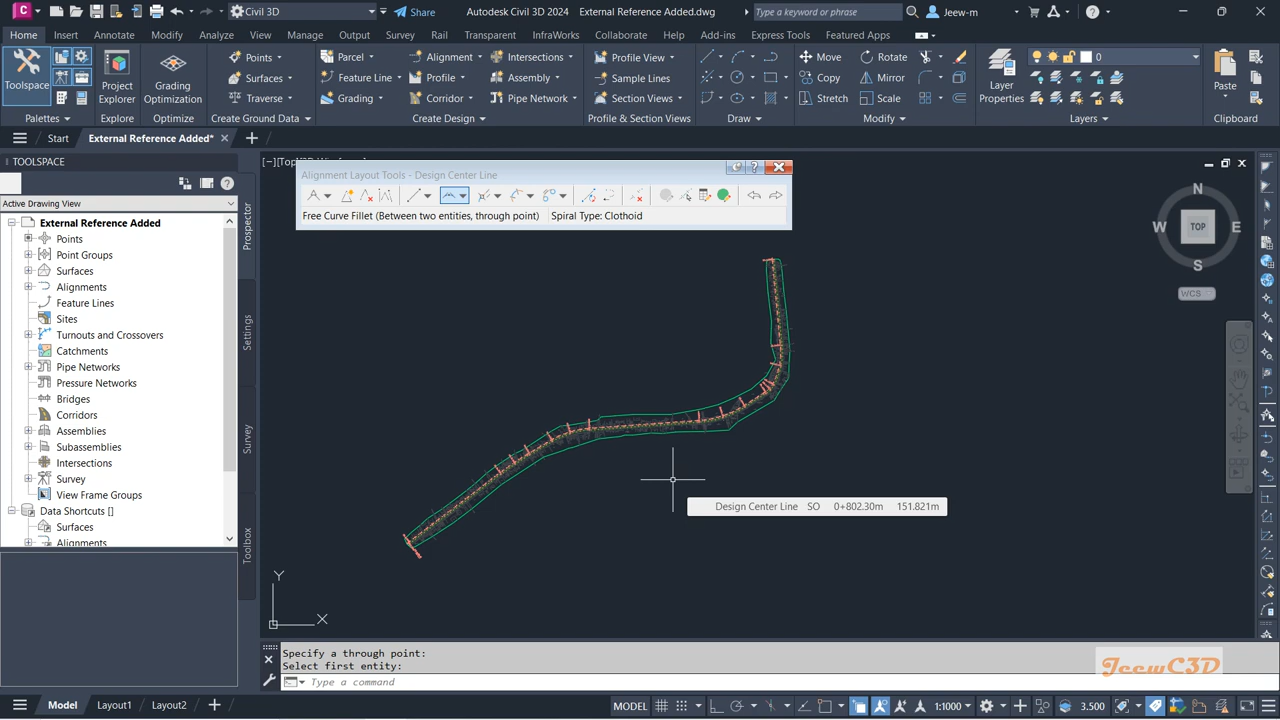 C
3D
Civil 3D
Share
Autodesk Civil 3D 2024
External Reference Added.dwg
Type a keyword or phrase
Jeew-m
Home Insert Annotate Modify Analyze View Manage Output Survey Rail Transparent InfraWorks Collaborate Help Add-ins Express Tools Featured Apps
Toolspace
Project
Explorer
Grading
Optimization
Points
Surfaces
Traverse
Parcel
Feature Line
Grading
Alignment
Profile
Corridor
Intersections
Assembly
Pipe Network
Profile View
Sample Lines
Section Views
Move
Copy
Stretch
Rotate
Mirror
Scale
Layer
Properties
0
Paste
Palettes
Explore
Optimize
Create Ground Data
Create Design
Profile & Section Views
Draw
Modify
Layers
Clipboard
Start
External Reference Added*
TOOLSPACE
Active Drawing View
External Reference Added
Points
Point Groups
Surfaces
Alignments
Feature Lines
Sites
Turnouts and Crossovers
Catchments
Pipe Networks
Pressure Networks
Bridges
Corridors
Assemblies
Subassemblies
Intersections
Survey
View Frame Groups
Data Shortcuts []
Surfaces
Alignments
Prospector
Settings
Survey
Toolbox
Alignment Layout Tools - Design Center Line
Free Curve Fillet (Between two entities, through point)
Spiral Type: Clothoid
N
W
TOP
E
S
WCS
Design Center Line SO 0+802.30m 151.821m
Y
X
Specify a through point:
Select first entity:
Type a command
JeewC3D
Model
Layout1
Layout2
MODEL
1:1000
3.500